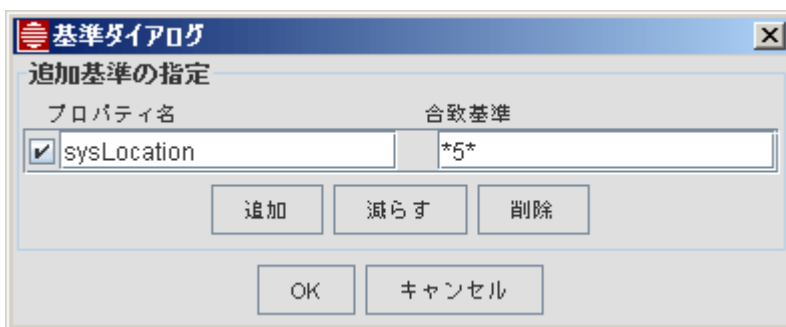 基準ダイアログ
追加基準の指定
プロパティ名 合致基準
sysLocation *5*
追加 減らす 削除
OK キャンセル